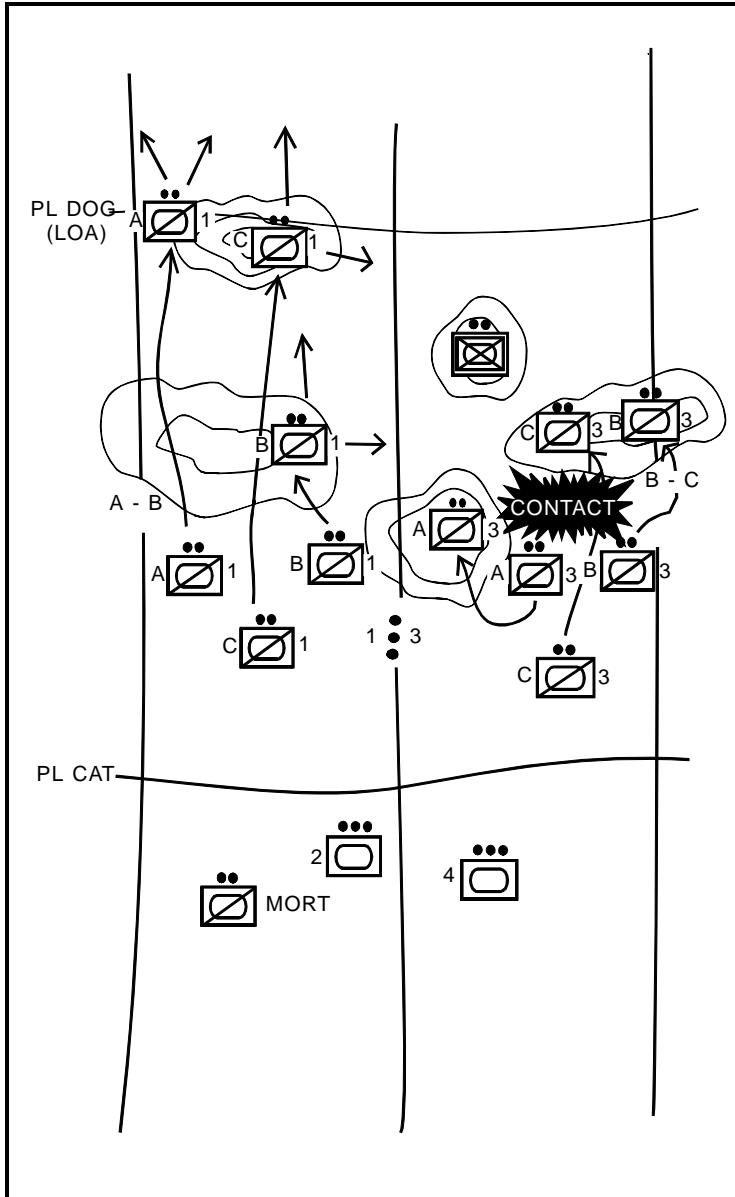 PL DOG
(LOA)
A 1
C 1
B 1
C 3
B 3
A - B
B - C
CONTACT
A 3
A 1
B 1
A 3
B 3
1 3
C 1
C 3
PL CAT
2
4
MORT